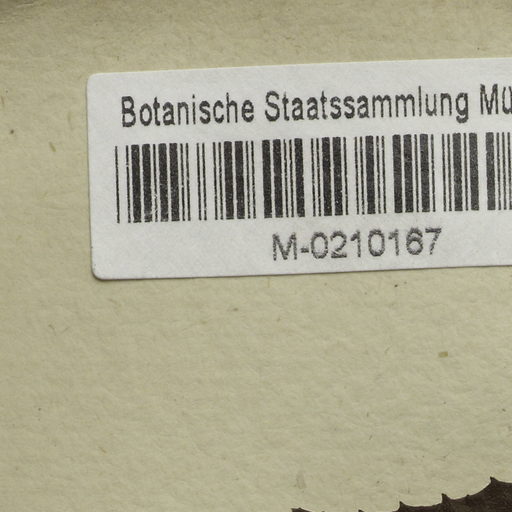 Botanische Staatssammlung Mü
M-0210167